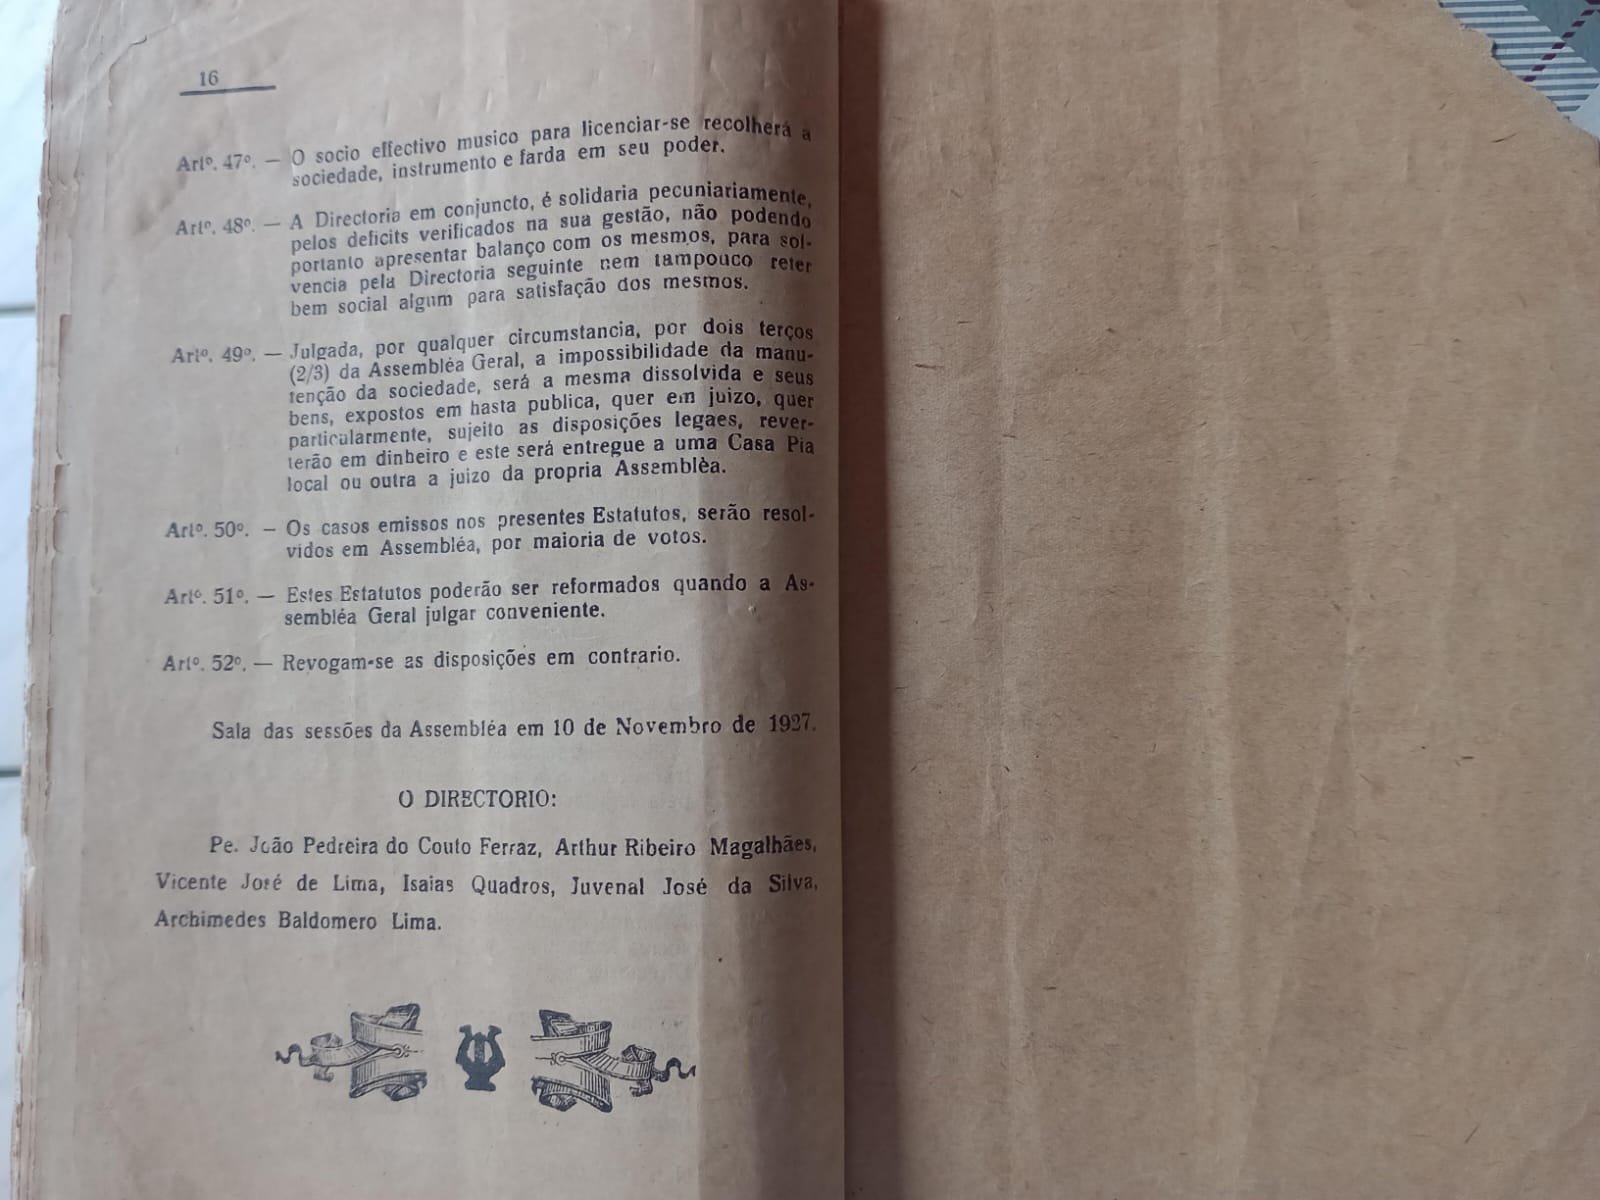 16
Artº. 47º. — O socio effectivo musico para licenciar-se recolherá a
sociedade, instrumento e farda em seu poder.
Artº. 48º. — A Directoria em conjuncto, é solidaria pecuniariamente,
pelos deficits verificados na sua gestão, não podendo
portanto apresentar balanço com os mesmos, para sol-
vencia pela Directoria seguinte nem tampouco reter
bem social algum para satisfação dos mesmos.
Artº. 49º. — Julgada, por qualquer circumstancia, por dois terços
(2/3) da Assembléa Geral, a impossibilidade da manu-
tenção da sociedade, será a mesma dissolvida e seus
bens, expostos em hasta publica, quer em juizo, quer
particularmente, sujeito as disposições legaes, rever-
terão em dinheiro e este será entregue a uma Casa Pia
local ou outra a juizo da propria Assemblèa.
Artº. 50º. — Os casos emissos nos presentes Estatutos, serão resol-
vidos em Assembléa, por maioria de votos.
Artº. 51º. — Estes Estatutos poderão ser reformados quando a As-
sembléa Geral julgar conveniente.
Artº. 52º. — Revogam-se as disposições em contrario.
Sala das sessões da Assembléa em 10 de Novembro de 1927.
O DIRECTORIO:
Pe. João Pedreira do Couto Ferraz, Arthur Ribeiro Magalhães,
Vicente José de Lima, Isaias Quadros, Juvenal José da Silva,
Archimedes Baldomero Lima.